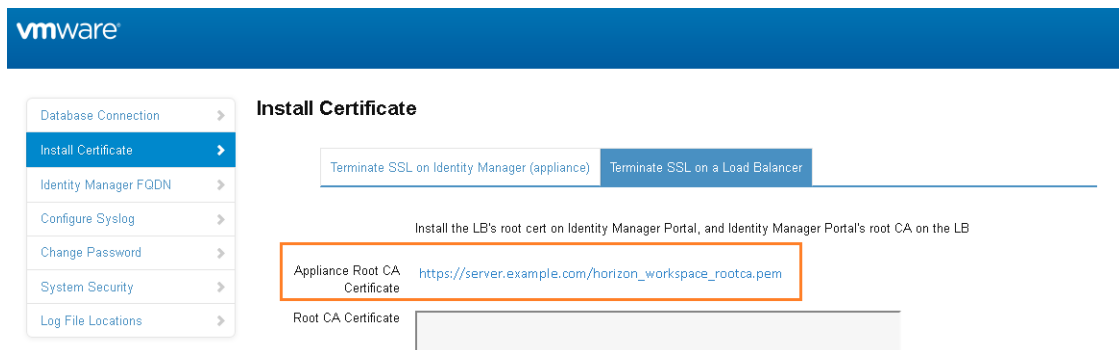 vmware®
Install Certificate
Database Connection
Install Certificate
Identity Manager FQDN
Configure Syslog
Change Password
System Security
Log File Locations
Terminate SSL on Identity Manager (appliance)
Terminate SSL on a Load Balancer
Install the LB's root cert on Identity Manager Portal, and Identity Manager Portal's root CA on the LB
Appliance Root CA
Certificate
https://server.example.com/horizon_workspace_rootca.pem
Root CA Certificate